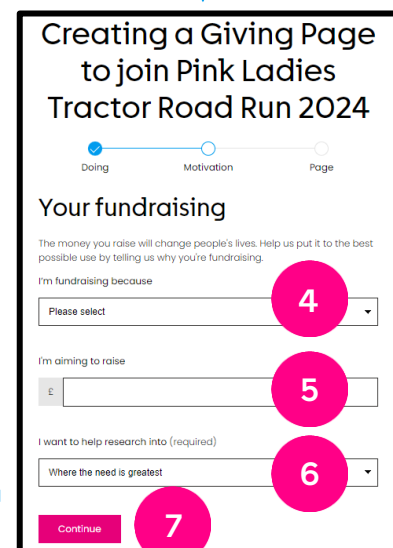 Creating a Giving Page
to join Pink Ladies
Tractor Road Run 2024
Doing Motivation Page
Your fundraising
The money you raise will change people's lives. Help us put it to the best
possible use by telling us why you're fundraising.
I'm fundraising because
Please select
4
I'm aiming to raise
£
5
I want to help research into (required)
Where the need is greatest
6
Continue
7